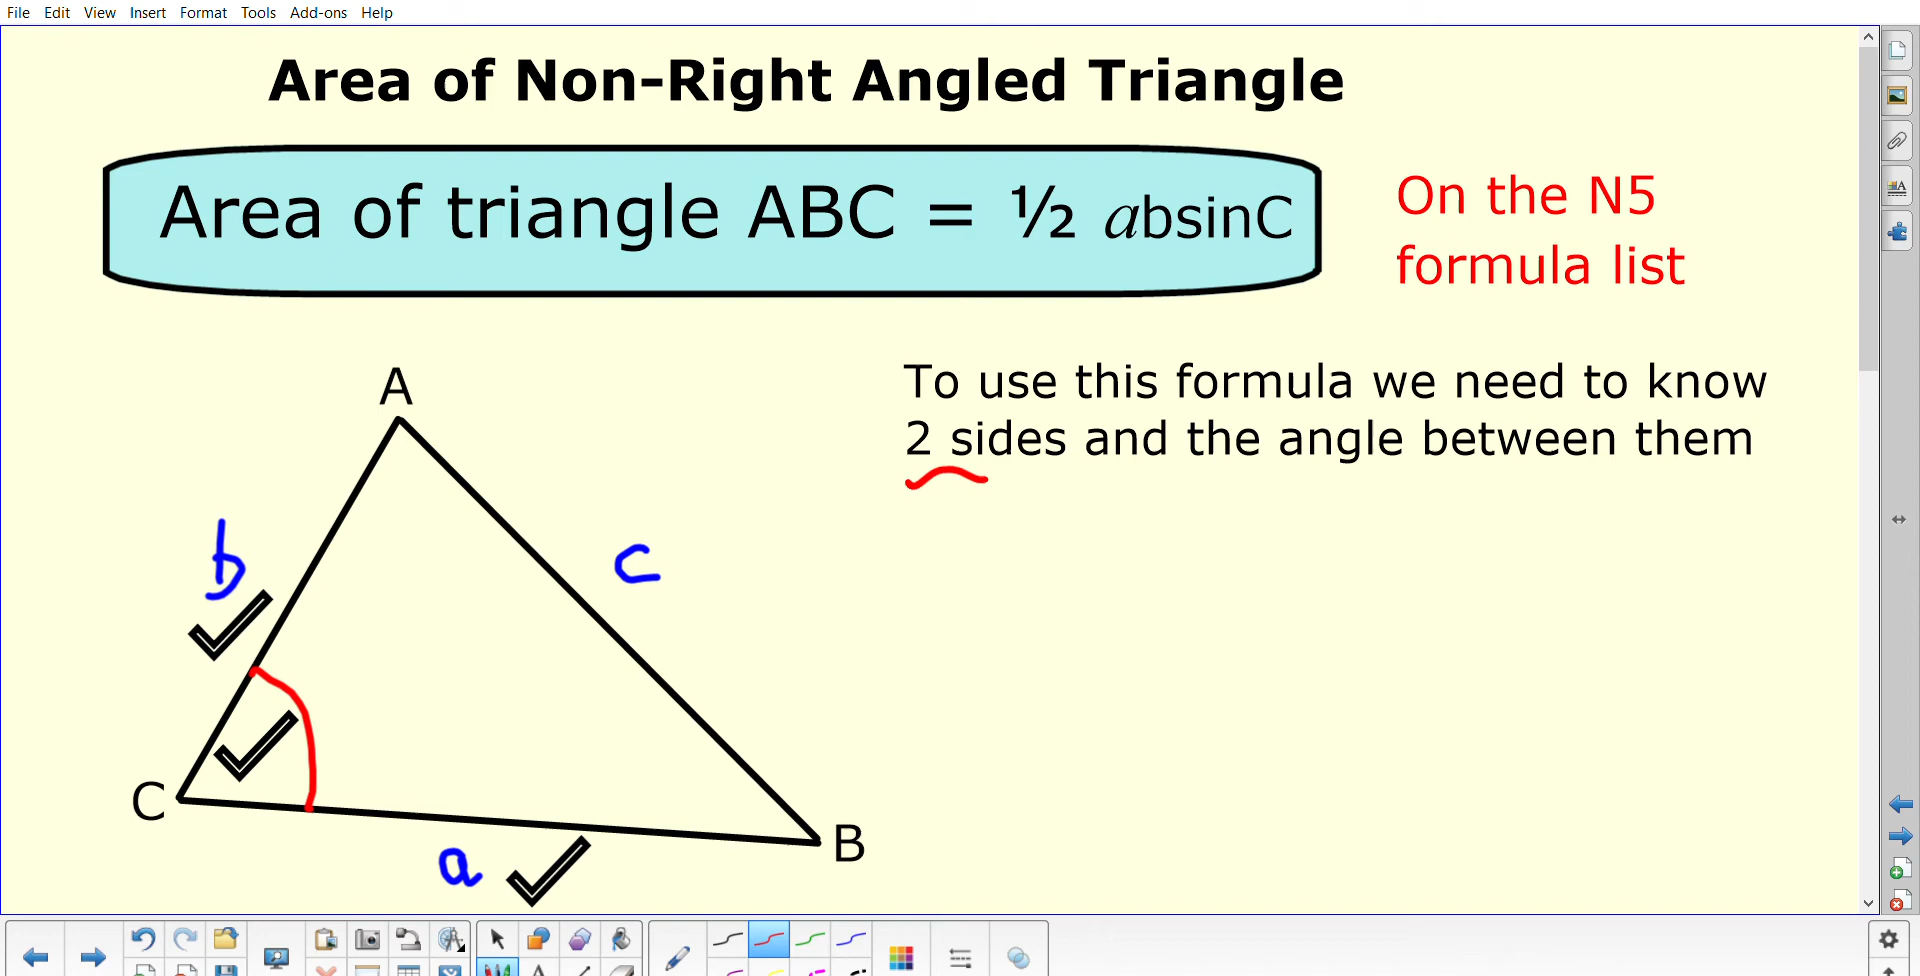 File Edit View Insert Format Tools Add-ons Help
Area of Non-Right Angled Triangle
Area of triangle ABC = ½ absinC
On the N5
formula list
To use this formula we need to know
2 sides and the angle between them
A
b
c
C
B
a